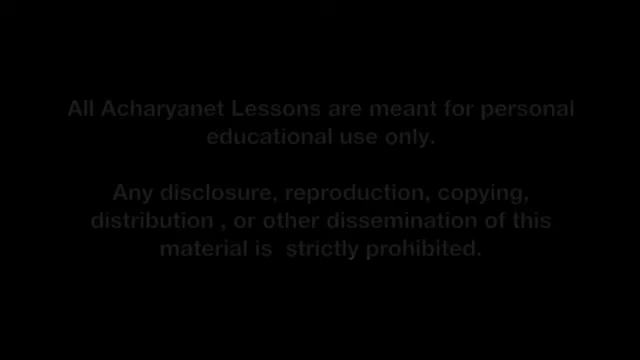 All Acharyanet Lessons are meant for personal
educational use only.
Any disclosure, reproduction, copying,
distribution , or other dissemination of this
material is  strictly prohibited.